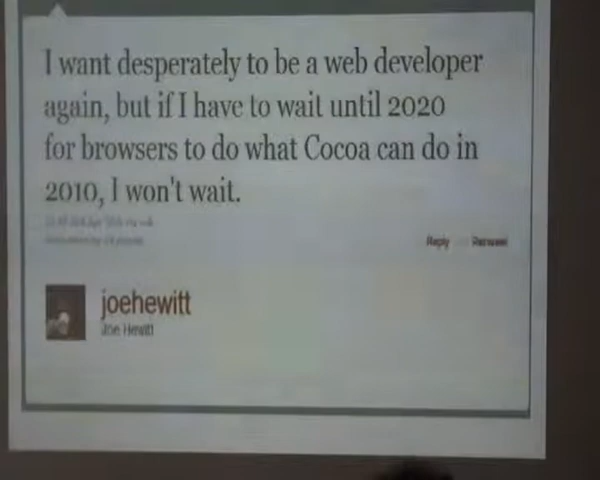 I want desperately to be a web developer
again, but if I have to wait until 2020
for browsers to do what Cocoa can do in
2010, I won't wait.
Reply Retweet
joehewitt
Joe Hewitt